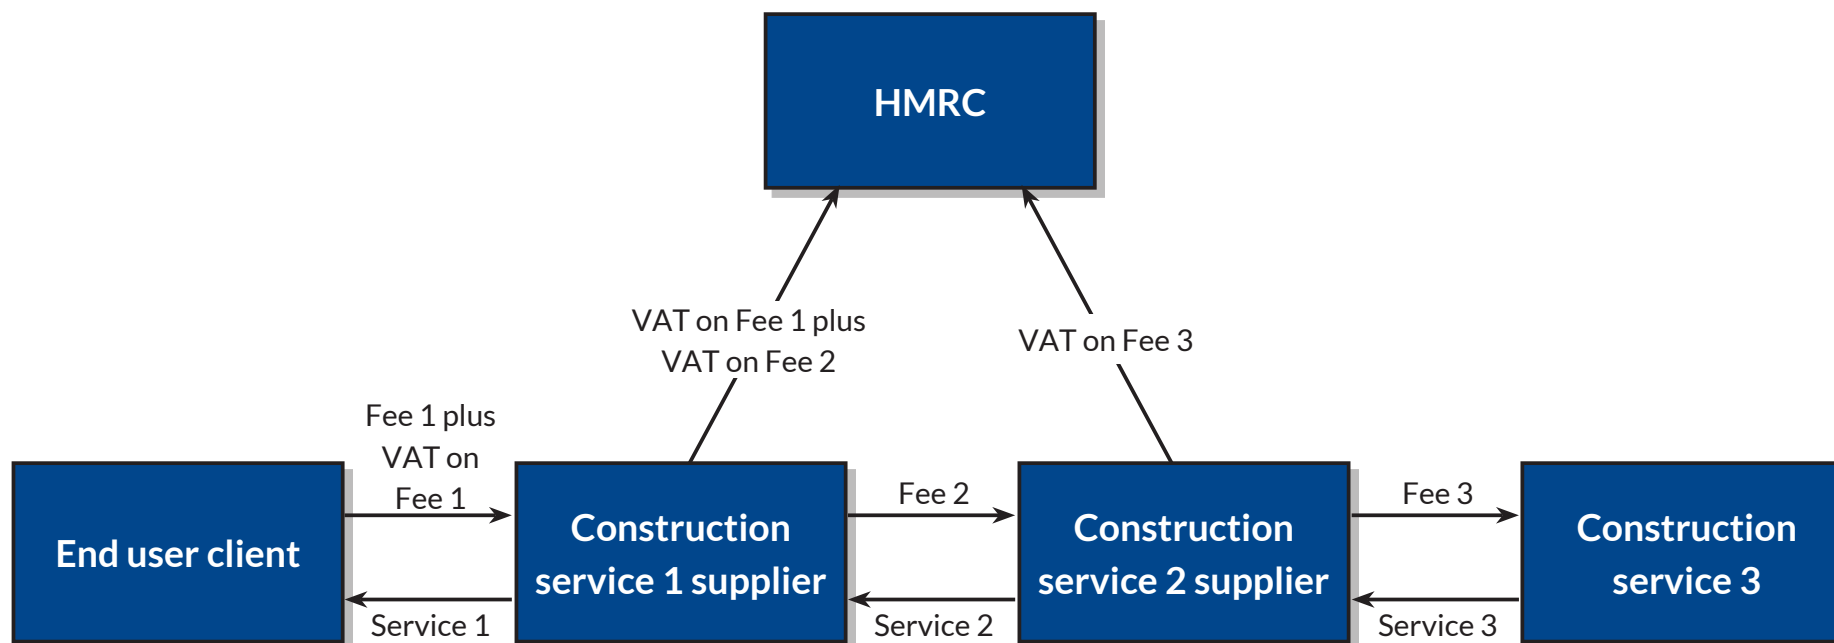 HMRC
VAT on Fee 1 plus
VAT on Fee 2
VAT on Fee 3
Fee 1 plus
VAT on
Fee 1
Fee 2
Fee 3
End user client
Construction
service 1 supplier
Construction
service 2 supplier
Construction
service 3
Service 1
Service 2
Service 3